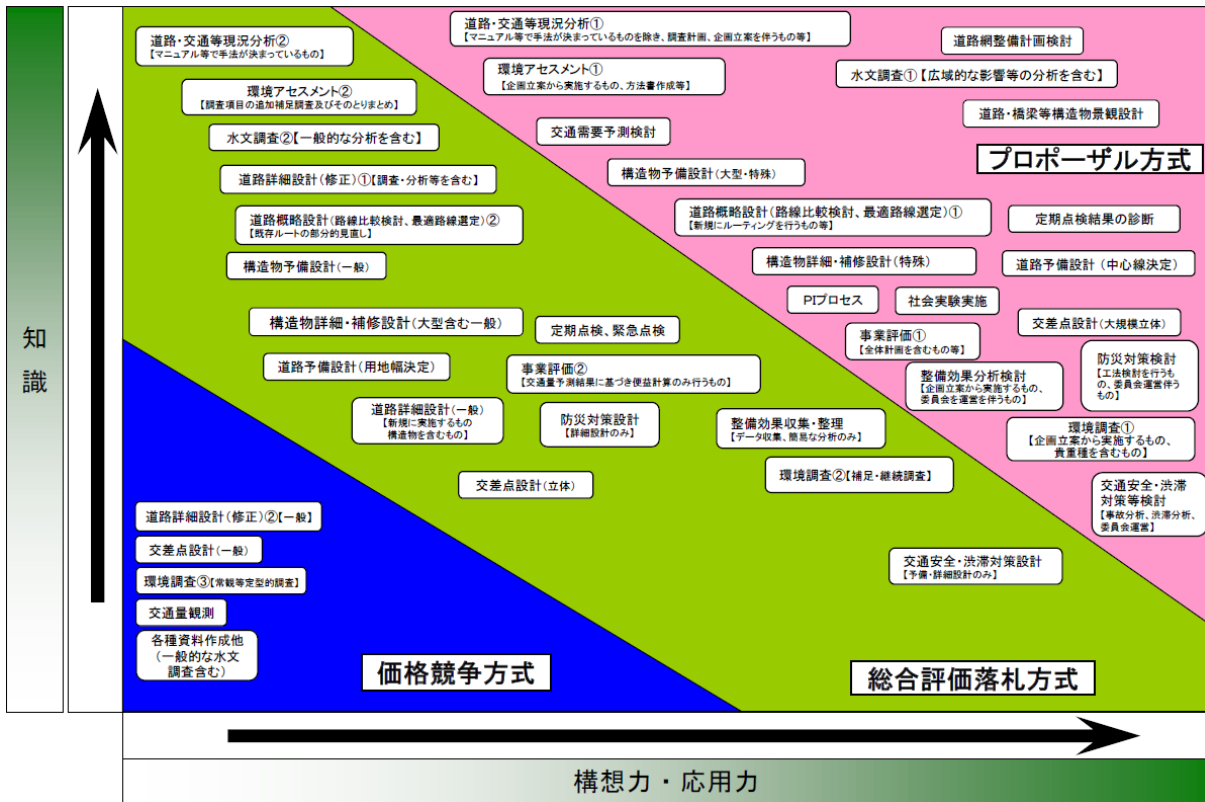 知識
道路・交通等現況分析②
【マニュアル等で手法が決まっているもの】
環境アセスメント②
【調査項目の追加補足調査及びそのとりまとめ】
水文調査②【一般的な分析を含む】
道路詳細設計(修正)①【調査・分析等を含む】
道路概略設計(路線比較検討、最適路線選定)②
【既存ルートの部分的見直し】
構造物予備設計(一般)
構造物詳細・補修設計(大型含む一般)
定期点検、緊急点検
道路予備設計(用地幅決定)
事業評価②
【交通量予測結果に基づき便益計算のみ行うもの】
道路詳細設計(一般)
【新規に実施するもの
構造物を含むもの】
防災対策設計
【詳細設計のみ】
整備効果収集・整理
【データ収集、簡易な分析のみ】
交差点設計(立体)
環境調査②【補足・継続調査】
交通安全・渋滞対策設計
【予備・詳細設計のみ】
総合評価落札方式
道路・交通等現況分析①
【マニュアル等で手法が決まっているものを除き、調査計画、企画立案を伴うもの等】
道路網整備計画検討
環境アセスメント①
【企画立案から実施するもの、方法書作成等】
水文調査①【広域的な影響等の分析を含む】
道路・橋梁等構造物景観設計
交通需要予測検討
プロポーザル方式
構造物予備設計(大型・特殊)
道路概略設計(路線比較検討、最適路線選定)①
【新規にルーティングを行うもの等】
定期点検結果の診断
構造物詳細・補修設計(特殊)
道路予備設計(中心線決定)
PIプロセス
社会実験実施
事業評価①
【全体計画を含むもの等】
交差点設計(大規模立体)
整備効果分析検討
【企画立案から実施するもの、
委員会を運営を伴うもの】
防災対策検討
【工法検討を行うも
の、委員会運営伴う
もの】
環境調査①
【企画立案から実施するもの、
貴重種を含むもの】
交通安全・渋滞
対策等検討
【事故分析、渋滞分析、
委員会運営】
道路詳細設計(修正)②【一般】
交差点設計(一般)
環境調査③【常観等定型的調査】
交通量観測
各種資料作成他
(一般的な水文
調査含む)
価格競争方式
構想力・応用力